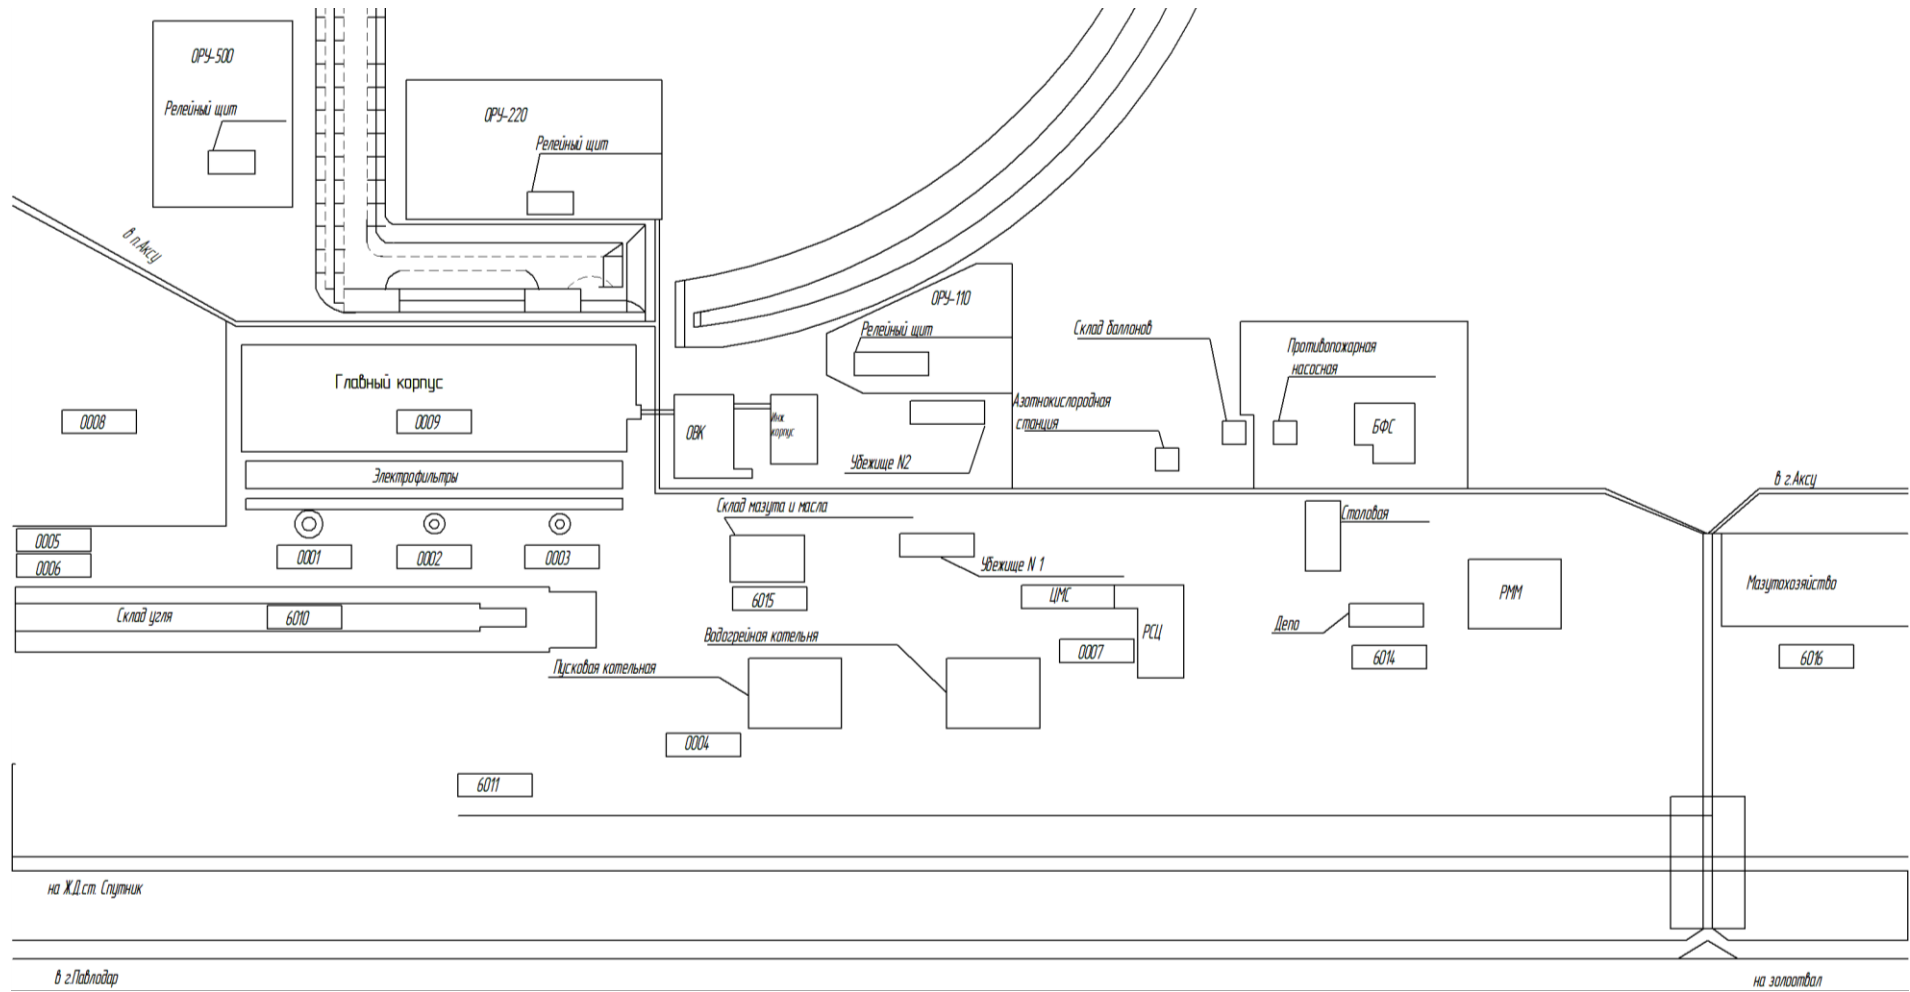 ОРУ-500
Релейный щит
ОРУ-220
Релейный щит
в п.Аксу
ОРУ-110
Релейный щит
Склад баллонов
Противопожарная
насосная
Главный корпус
0008
0009
ОВК
Инж
корпус
Азотнокислородная
станция
БФС
Убежище N2
Электрофильтры
в г.Аксу
Склад мазута и масла
Столовая
0005
0006
0001
0002
0003
Убежище N 1
Мазутохозяйство
РММ
6015
ЦМС
Склад угля
6010
Депо
РСЦ
Водогрейная котельня
0007
6014
6016
Пусковая котельная
0004
6011
на Ж.Д.ст. Спутник
в г.Павлодар
на золоотвал